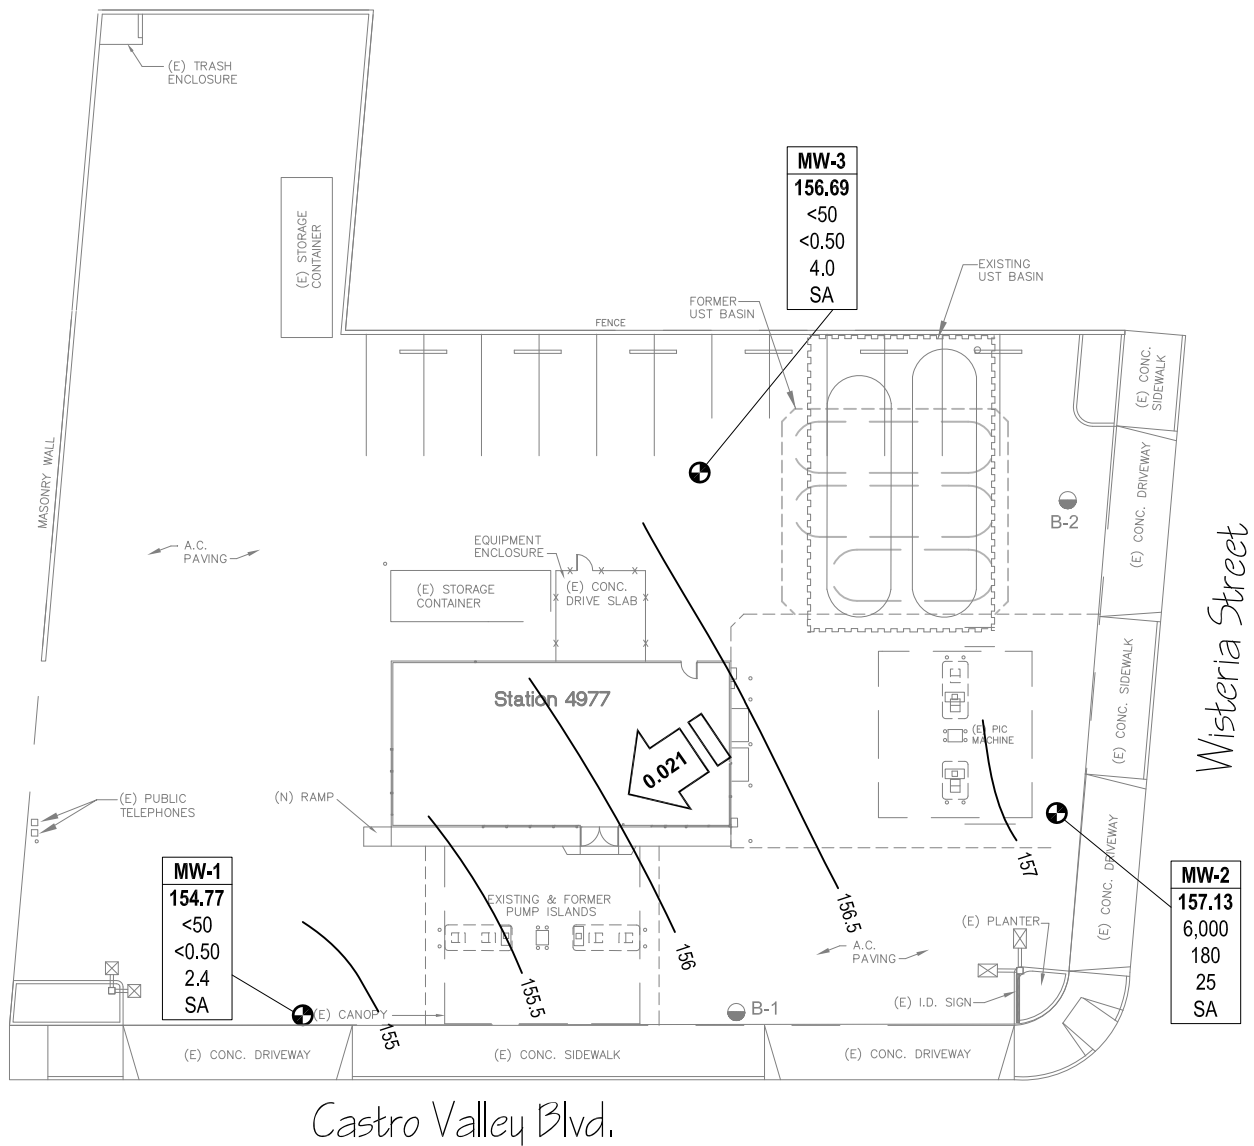 (E) TRASH
ENCLOSURE
(E) STORAGE
CONTAINER
MW-3
156.69
<50
<0.50
4.0
SA
EXISTING
UST BASIN
FORMER
UST BASIN
FENCE
(E) CONC.
SIDEWALK
MASONRY WALL
(E) CONC. DRIVEWAY
B-2
A.C.
PAVING
EQUIPMENT
ENCLOSURE
(E) STORAGE
CONTAINER
(E) CONC.
DRIVE SLAB
Wisteria Street
(E) CONC. SIDEWALK
Station 4977
0.021
(E) PIC
MACHINE
(E) PUBLIC
TELEPHONES
(N) RAMP
157
MW-1
154.77
<50
<0.50
2.4
SA
EXISTING & FORMER
PUMP ISLANDS
156.5
156
155.5
155
A.C.
PAVING
(E) PLANTER
(E) CONC. DRIVEWAY
MW-2
157.13
6,000
180
25
SA
(E) I.D. SIGN
(E) CANOPY
B-1
(E) CONC. DRIVEWAY
(E) CONC. SIDEWALK
(E) CONC. DRIVEWAY
Castro Valley Blvd.